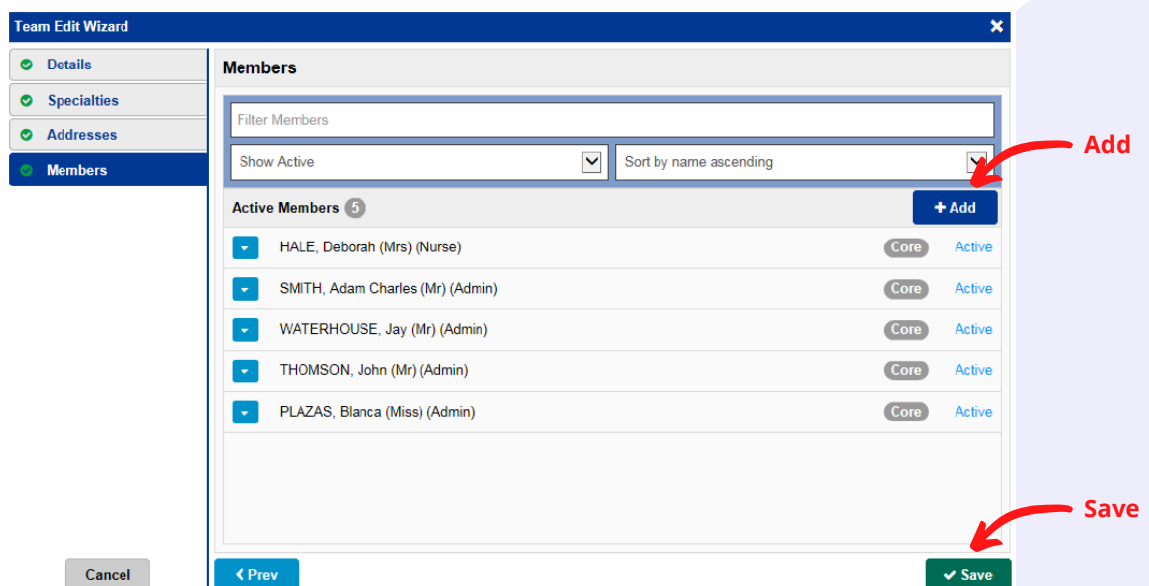 Team Edit Wizard
Details
Specialties
Addresses
Members
Members
Filter Members
Show Active
Sort by name ascending
Add
Active Members 5
+ Add
HALE, Deborah (Mrs) (Nurse) Core Active
SMITH, Adam Charles (Mr) (Admin) Core Active
WATERHOUSE, Jay (Mr) (Admin) Core Active
THOMSON, John (Mr) (Admin) Core Active
PLAZAS, Blanca (Miss) (Admin) Core Active
Save
Cancel
Prev
Save